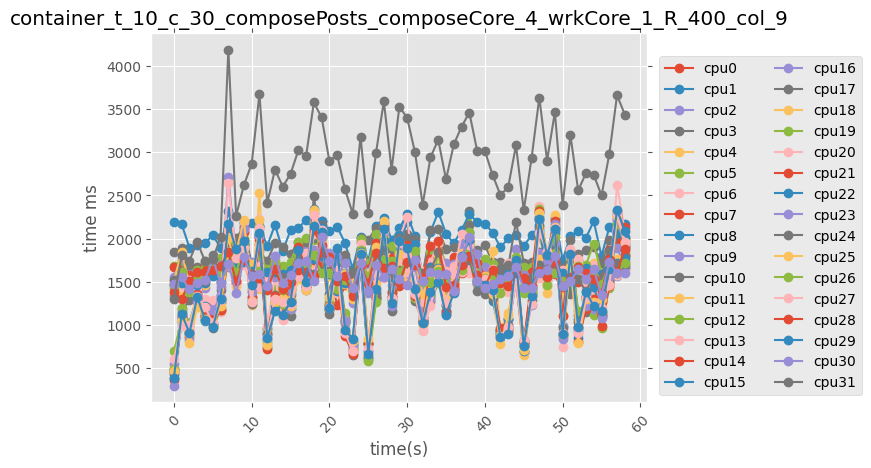 container_t_10_c_30_composePosts_composeCore_4_wrkCore_1_R_400_col_9
time ms
4000
3500
3000
2500
2000
1500
1000
500
0
10
20
30
40
50
60
time(s)
cpu0
cpu1
cpu2
cpu3
cpu4
cpu5
cpu6
cpu7
cpu8
cpu9
cpu10
cpu11
cpu12
cpu13
cpu14
cpu15
cpu16
cpu17
cpu18
cpu19
cpu20
cpu21
cpu22
cpu23
cpu24
cpu25
cpu26
cpu27
cpu28
cpu29
cpu30
cpu31